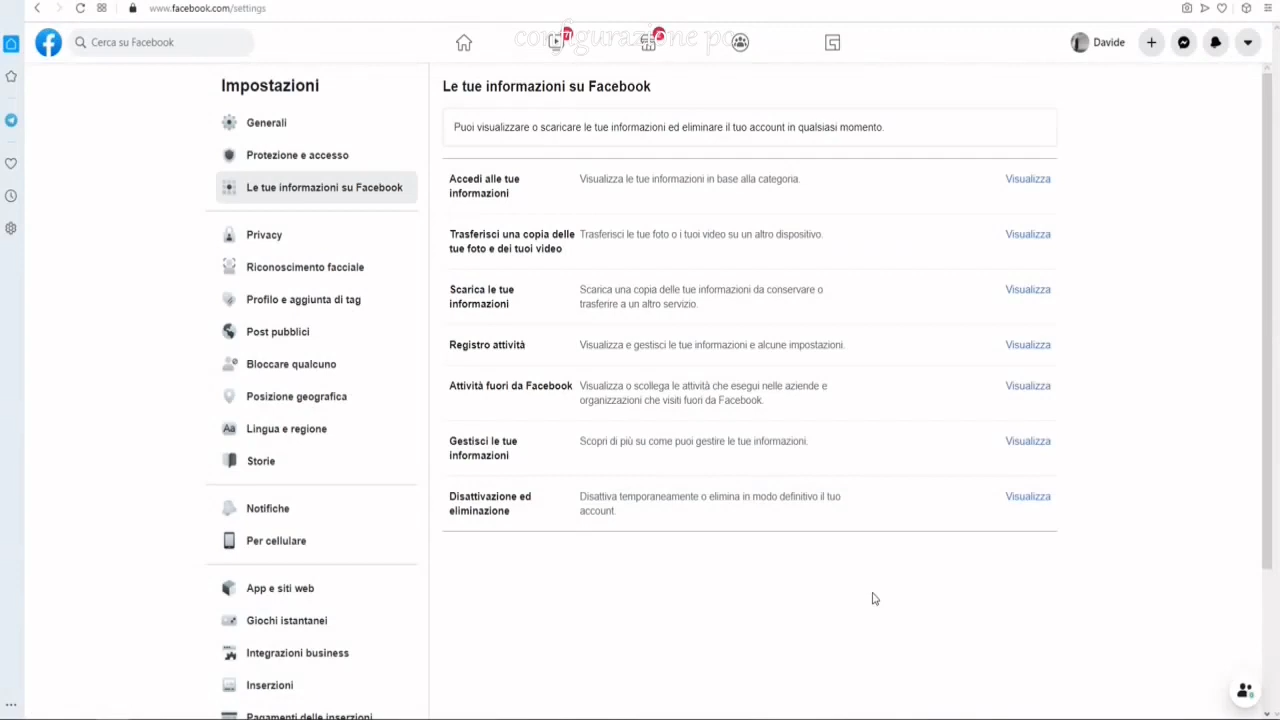 www.facebook.com/settings
Cerca su Facebook
configurazione
Davide
Impostazioni
Generali
Protezione e accesso
Le tue informazioni su Facebook
Privacy
Riconoscimento facciale
Profilo e aggiunta di tag
Post pubblici
Bloccare qualcuno
Posizione geografica
Aa
Lingua e regione
Storie
Notifiche
Per cellulare
App e siti web
Giochi istantanei
Integrazioni business
Inserzioni
Pagamenti delle inserzioni
Le tue informazioni su Facebook
Puoi visualizzare o scaricare le tue informazioni ed eliminare il tuo account in qualsiasi momento.
Accedi alle tue
informazioni
Visualizza le tue informazioni in base alla categoria.
Visualizza
Trasferisci una copia delle
tue foto e dei tuoi video
Trasferisci le tue foto o i tuoi video su un altro dispositivo.
Visualizza
Scarica le tue
informazioni
Scarica una copia delle tue informazioni da conservare o
trasferire a un altro servizio.
Visualizza
Registro attività
Visualizza e gestisci le tue informazioni e alcune impostazioni.
Visualizza
Attività fuori da Facebook
Visualizza o scollega le attività che esegui nelle aziende e
organizzazioni che visiti fuori da Facebook.
Visualizza
Gestisci le tue
informazioni
Scopri di più su come puoi gestire le tue informazioni.
Visualizza
Disattivazione ed
eliminazione
Disattiva temporaneamente o elimina in modo definitivo il tuo
account.
Visualizza